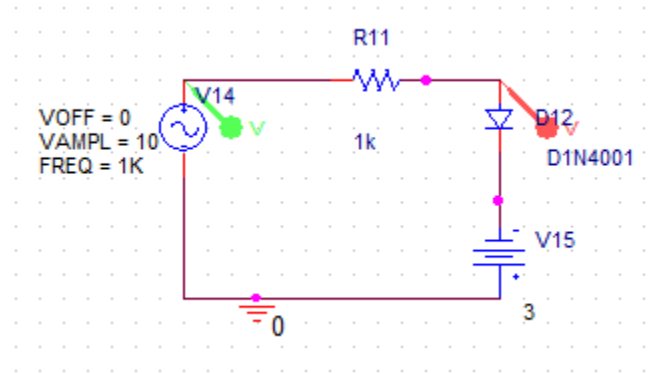 R11
V14
VOFF = 0
VAMPL = 10
FREQ = 1K
V
1k
D12
V
D1N4001
-
V15
+
3
0